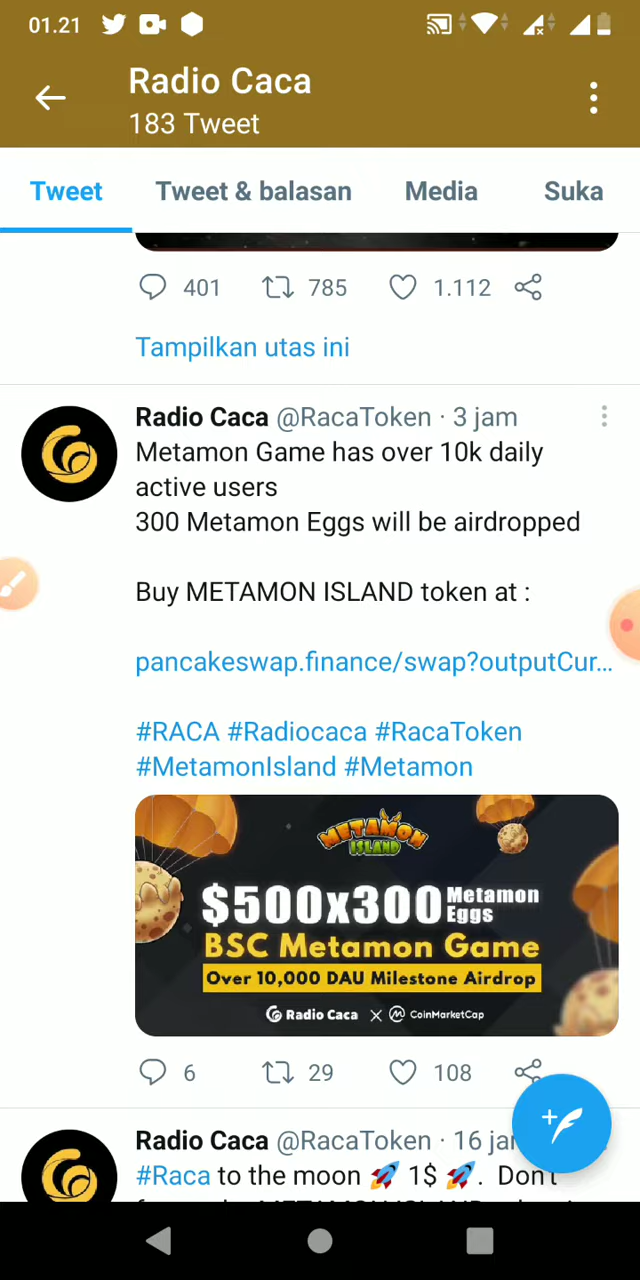 01.21
Radio Caca
183 Tweet
Tweet
Tweet & balasan
Media
Suka
401
785
1.112
Tampilkan utas ini
Radio Caca @RacaToken · 3 jam
Metamon Game has over 10k daily
active users
300 Metamon Eggs will be airdropped
Buy METAMON ISLAND token at :
pancakeswap.finance/swap?outputCur...
#RACA #Radiocaca #RacaToken
#MetamonIsland #Metamon
METAMON
ISLAND
$500x300 Metamon
Eggs
BSC Metamon Game
Over 10,000 DAU Milestone Airdrop
Radio Caca X CoinMarketCap
6
29
108
Radio Caca @RacaToken · 16
#Raca to the moon 🚀 1$ 🚀. Don't